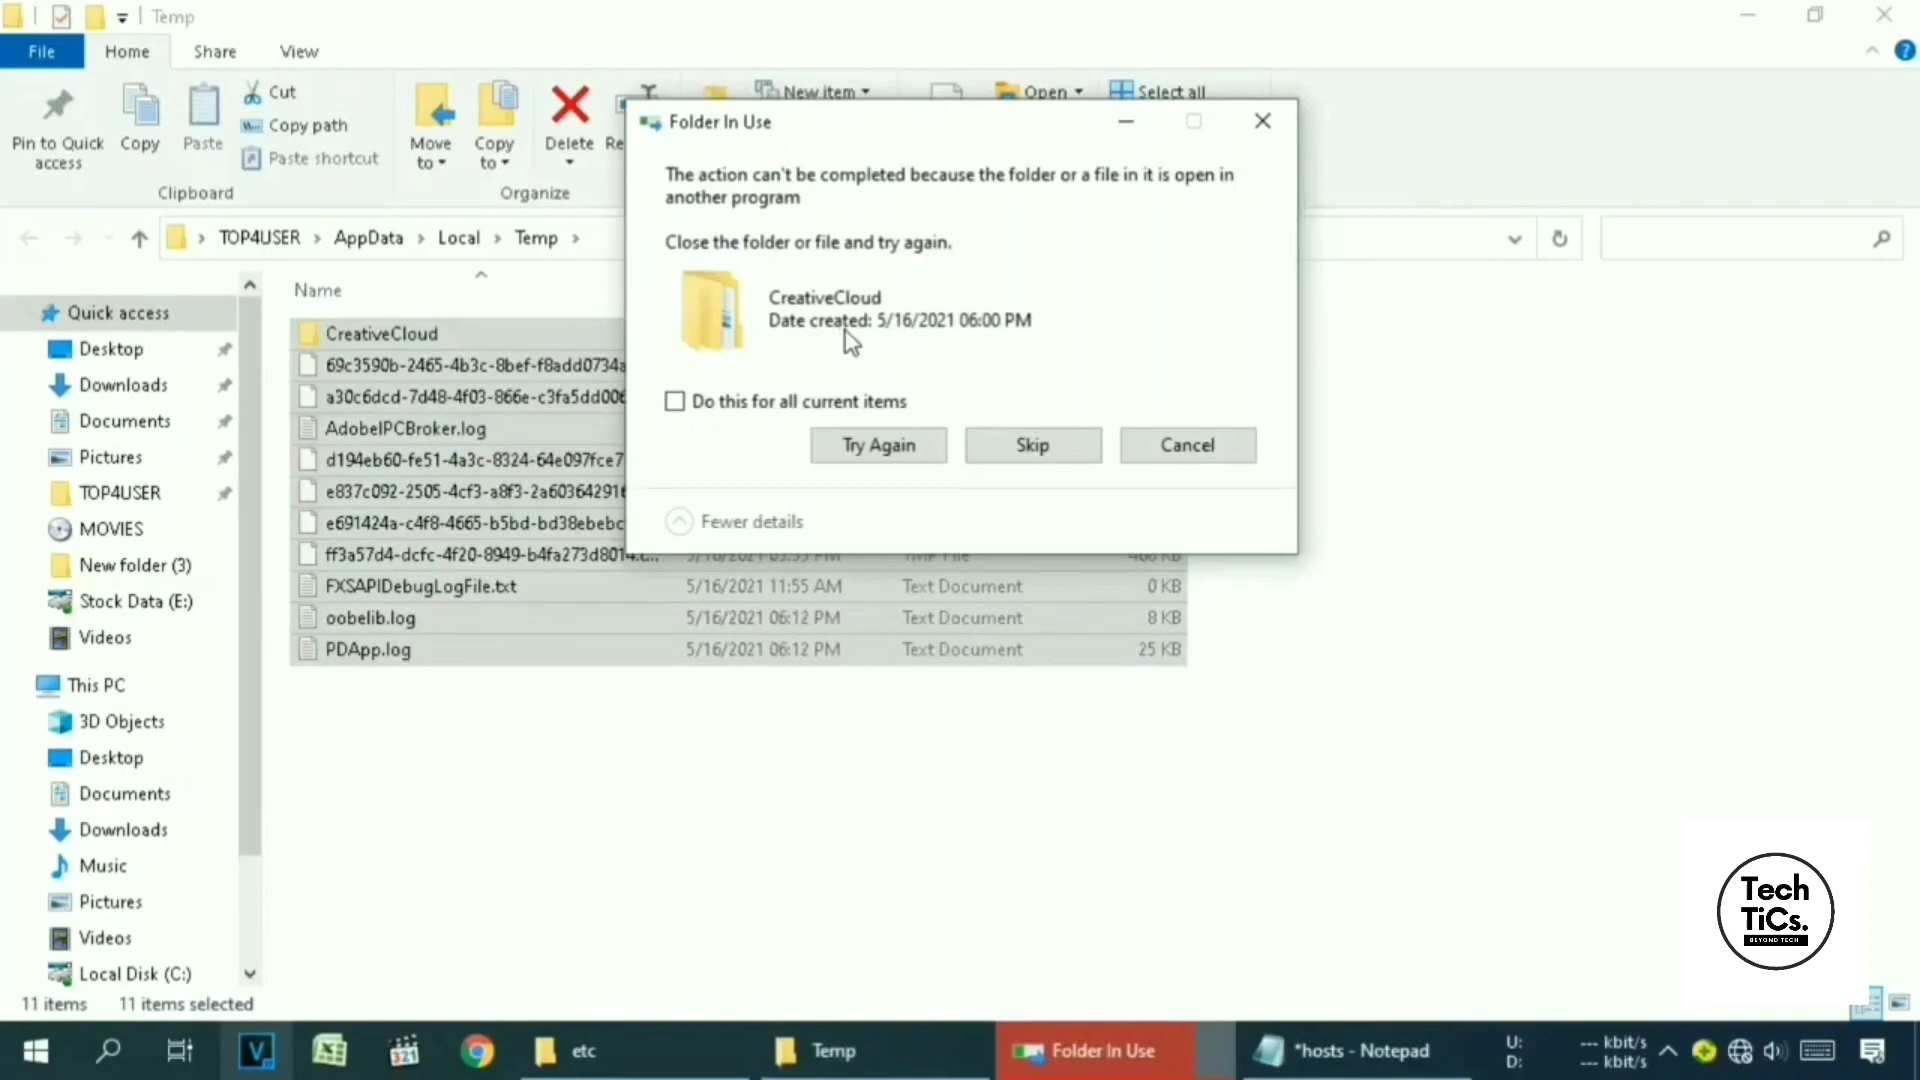 Temp
File
Home
Share
View
Pin to Quick
access
Copy
Paste
Cut
Copy path
Paste shortcut
Clipboard
Move
to
Copy
to
Delete
Re
Organize
New item
Open
Select all
TOP4USER > AppData > Local > Temp >
Folder In Use
The action can't be completed because the folder or a file in it is open in
another program
Close the folder or file and try again.
CreativeCloud
Date created: 5/16/2021 06:00 PM
Do this for all current items
Try Again
Skip
Cancel
Fewer details
Quick access
Desktop
Downloads
Documents
Pictures
TOP4USER
MOVIES
New folder (3)
Stock Data (E:)
Videos
This PC
3D Objects
Desktop
Documents
Downloads
Music
Pictures
Videos
Local Disk (C:)
Name
CreativeCloud
69c3590b-2465-4b3c-8bef-f8add0734a
a30c6dcd-7d48-4f03-866e-c3fa5dd006
AdobeIPCBroker.log
d194eb60-fe51-4a3c-8324-64e097fce7
e837c092-2505-4cf3-a8f3-2a60364291
e691424a-c4f8-4665-b5bd-bd38ebebc
ff3a57d4-dcfc-4f20-8949-b4fa273d8014.t...
FXSAPIDebugLogFile.txt 5/16/2021 11:55 AM Text Document 0 KB
oobelib.log 5/16/2021 06:12 PM Text Document 8 KB
PDApp.log 5/16/2021 06:12 PM Text Document 25 KB
11 items 11 items selected
Tech
TiCs.
BEYOND TECH
etc
Temp
Folder In Use
*hosts - Notepad
U: --- kbit/s
D: --- kbit/s